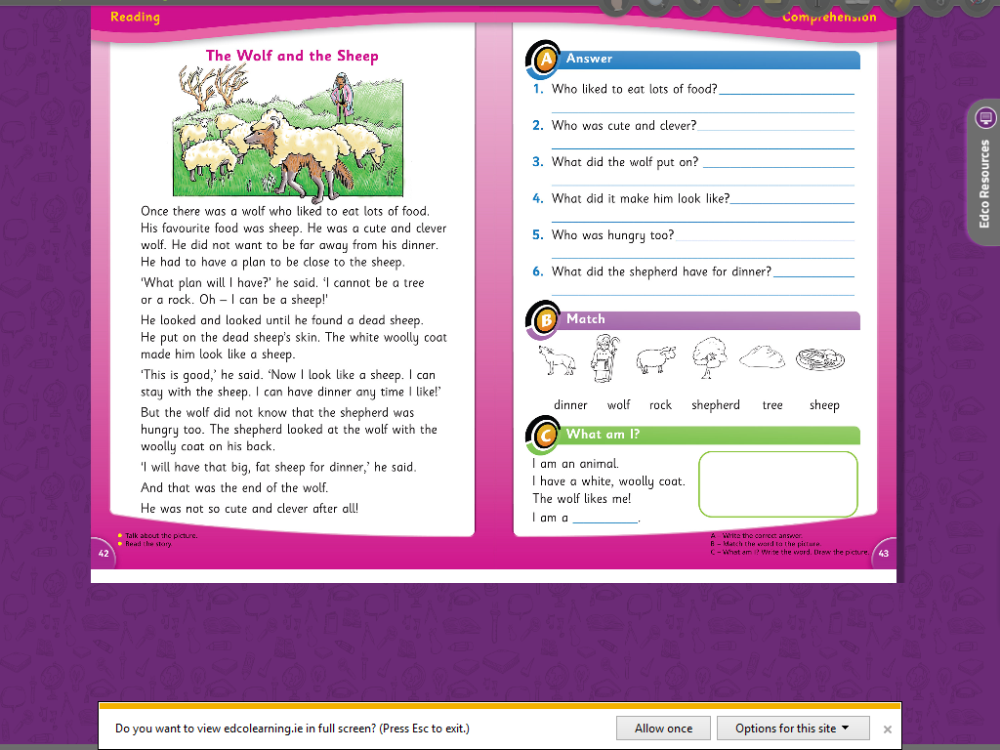 Reading
The Wolf and the Sheep
Once there was a wolf who liked to eat lots of food.
His favourite food was sheep. He was a cute and clever
wolf. He did not want to be far away from his dinner.
He had to have a plan to be close to the sheep.
‘What plan will I have?’ he said. ‘I cannot be a tree
or a rock. Oh – I can be a sheep!’
He looked and looked until he found a dead sheep.
He put on the dead sheep’s skin. The white woolly coat
made him look like a sheep.
‘This is good,’ he said. ‘Now I look like a sheep. I can
stay with the sheep. I can have dinner any time I like!’
But the wolf did not know that the shepherd was
hungry too. The shepherd looked at the wolf with the
woolly coat on his back.
‘I will have that big, fat sheep for dinner,’ he said.
And that was the end of the wolf.
He was not so cute and clever after all!
• Talk about the picture.
• Read the story.
42
Comprehension
A Answer
1. Who liked to eat lots of food?
2. Who was cute and clever?
3. What did the wolf put on?
4. What did it make him look like?
5. Who was hungry too?
6. What did the shepherd have for dinner?
B Match
dinner wolf rock shepherd tree sheep
C What am I?
I am an animal.
I have a white, woolly coat.
The wolf likes me!
I am a ________.
A – Write the correct answer.
B – Match the word to the picture.
C – What am I? Write the word. Draw the picture.
43
Edco Resources
Do you want to view edcolearning.ie in full screen? (Press Esc to exit.)
Allow once
Options for this site